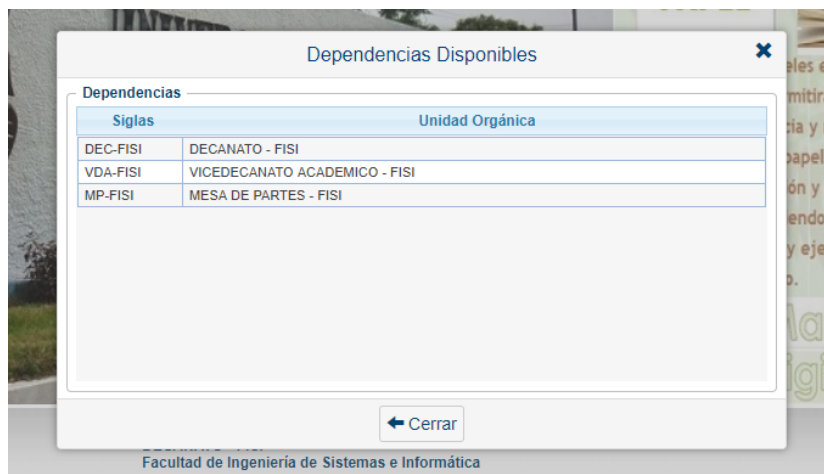 Dependencias Disponibles
Dependencias
Siglas Unidad Orgánica
DEC-FISI DECANATO - FISI
VDA-FISI VICEDECANATO ACADEMICO - FISI
MP-FISI MESA DE PARTES - FISI
Cerrar
Facultad de Ingeniería de Sistemas e Informática